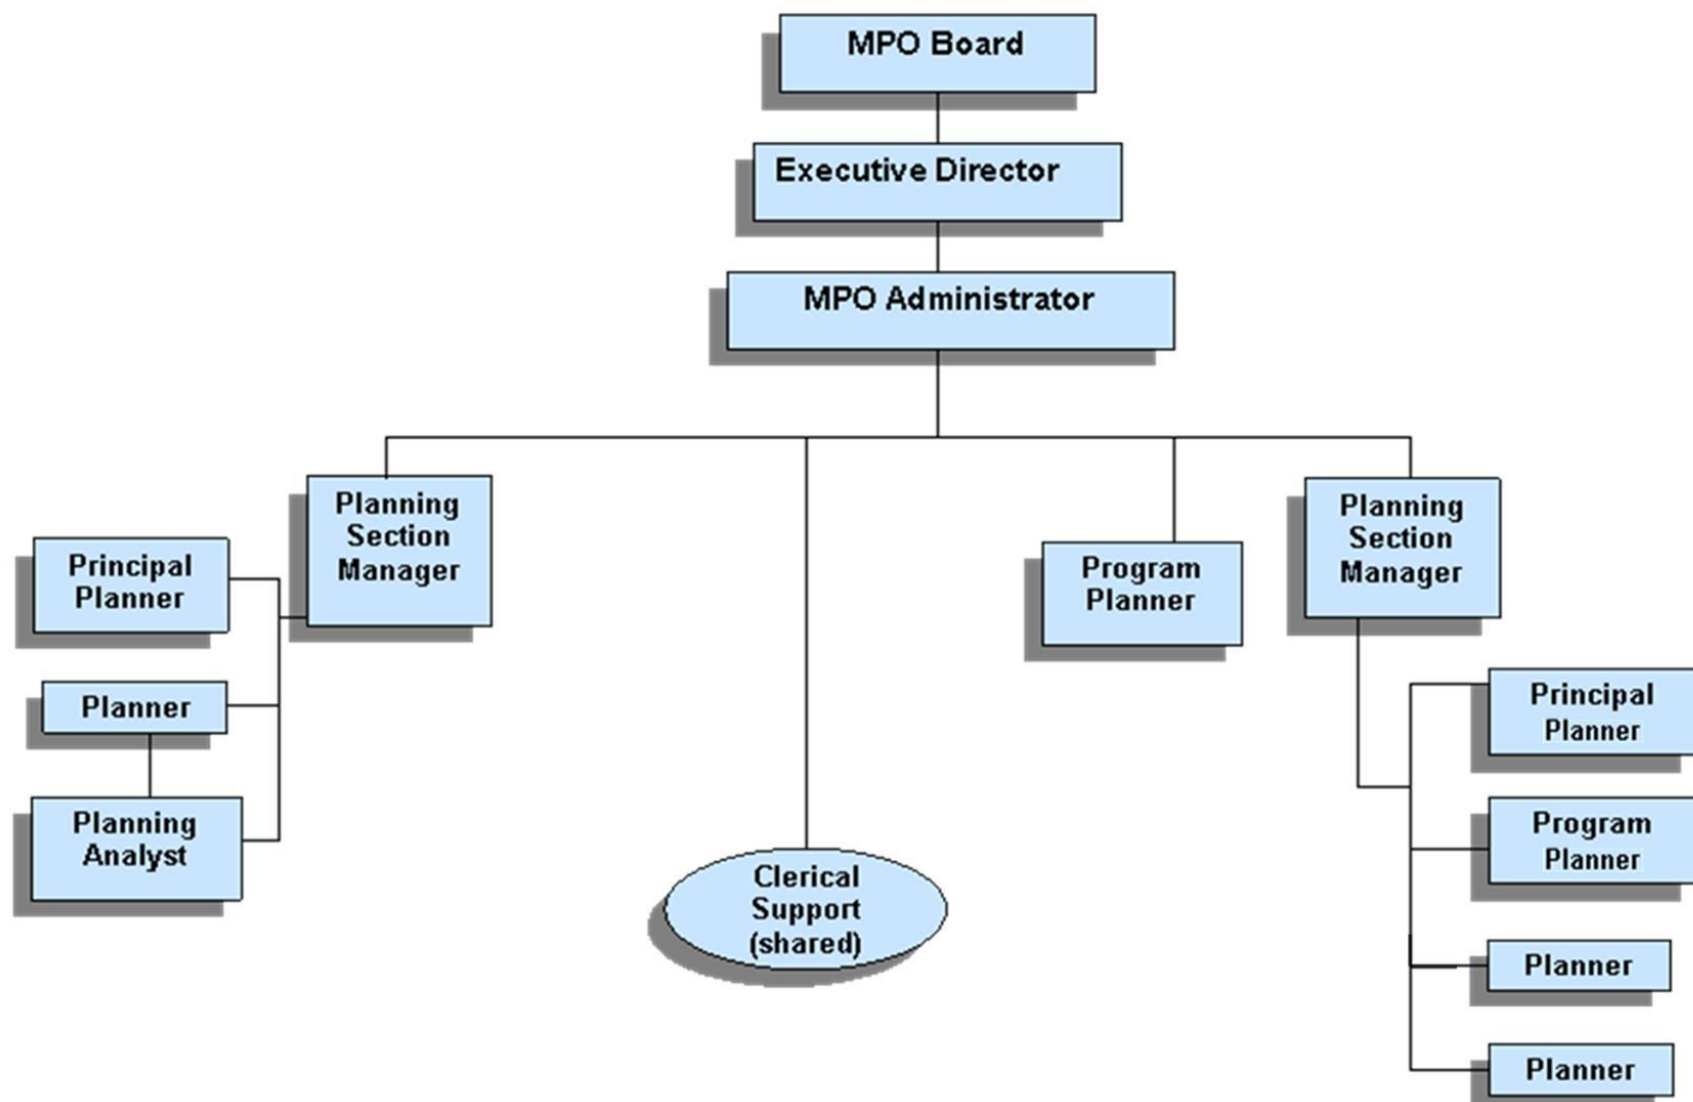 MPO Board
Executive Director
MPO Administrator
Planning
Section
Manager
Principal
Planner
Planner
Planning
Analyst
Clerical
Support
(shared)
Program
Planner
Planning
Section
Manager
Principal
Planner
Program
Planner
Planner
Planner